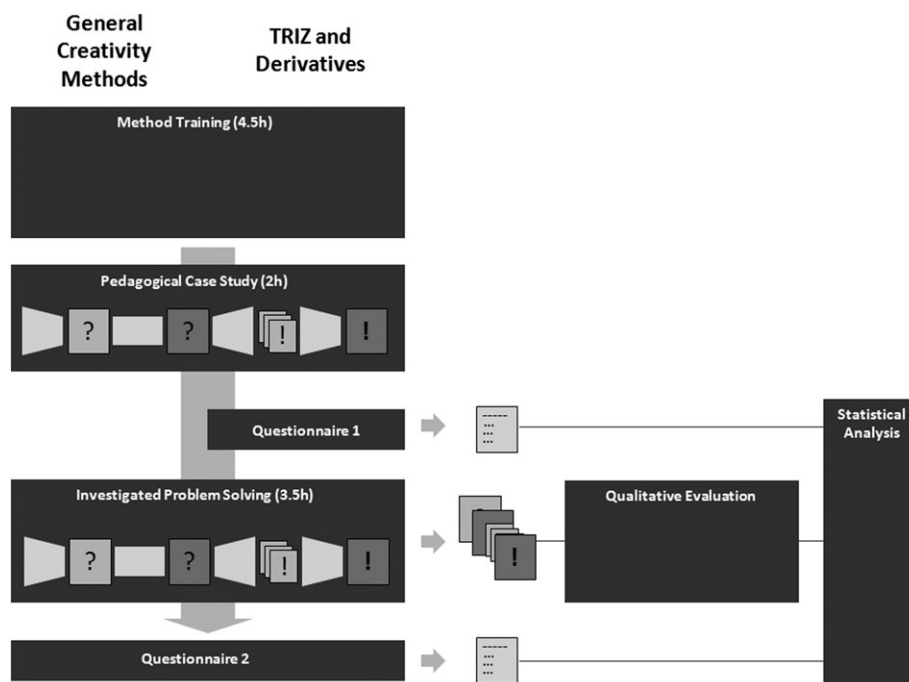 General
Creativity
Methods
TRIZ and
Derivatives
Method Training (4.5h)
Pedagogical Case Study (2h)
? ? ! !
Questionnaire 1
Statistical
Analysis
Investigated Problem Solving (3.5h)
Qualitative Evaluation
? ? ! !
!
Questionnaire 2